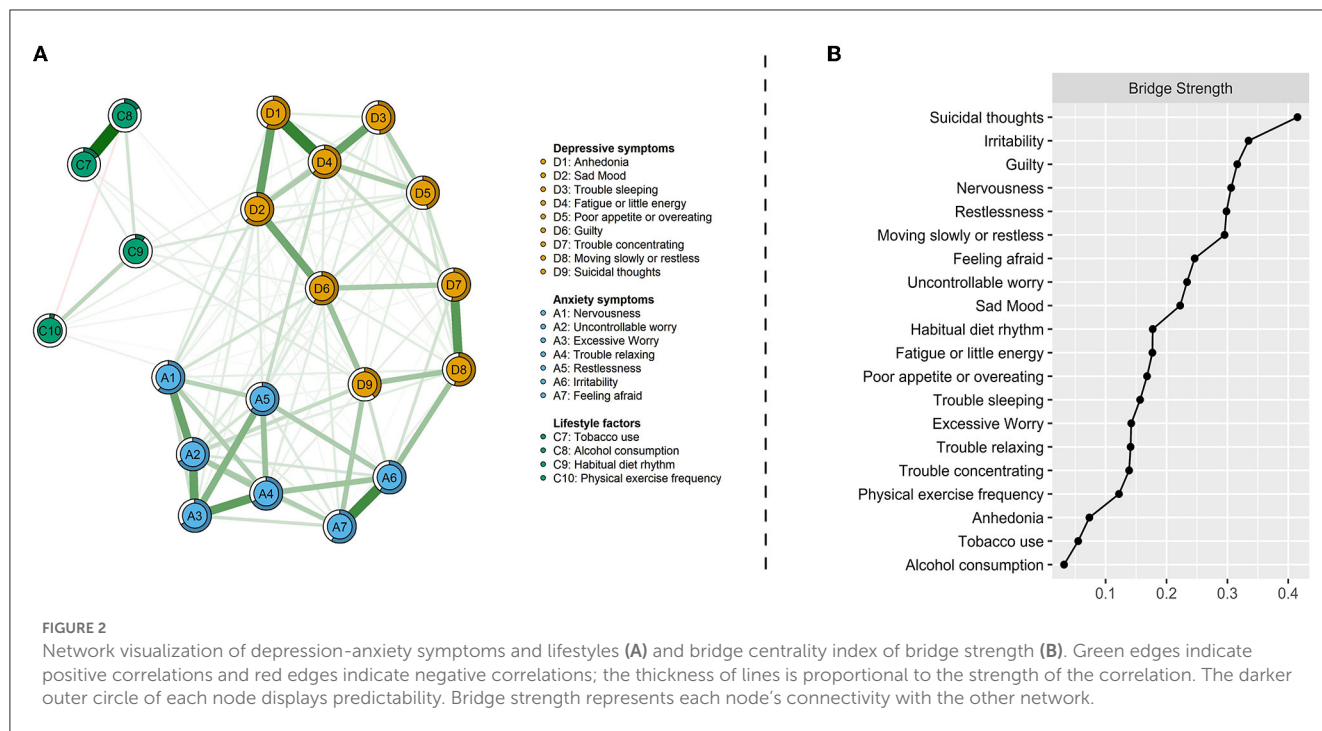 A
B
C8
C7
C9
C10
D1
D3
D4
D5
D2
D6
D7
D9
D8
A1
A5
A2
A6
A4
A3
A7
Depressive symptoms
D1: Anhedonia
D2: Sad Mood
D3: Trouble sleeping
D4: Fatigue or little energy
D5: Poor appetite or overeating
D6: Guilty
D7: Trouble concentrating
D8: Moving slowly or restless
D9: Suicidal thoughts
Anxiety symptoms
A1: Nervousness
A2: Uncontrollable worry
A3: Excessive Worry
A4: Trouble relaxing
A5: Restlessness
A6: Irritability
A7: Feeling afraid
Lifestyle factors
C7: Tobacco use
C8: Alcohol consumption
C9: Habitual diet rhythm
C10: Physical exercise frequency
Bridge Strength
Suicidal thoughts
Irritability
Guilty
Nervousness
Restlessness
Moving slowly or restless
Feeling afraid
Uncontrollable worry
Sad Mood
Habitual diet rhythm
Fatigue or little energy
Poor appetite or overeating
Trouble sleeping
Excessive Worry
Trouble relaxing
Trouble concentrating
Physical exercise frequency
Anhedonia
Tobacco use
Alcohol consumption
0.1 0.2 0.3 0.4
FIGURE 2
Network visualization of depression-anxiety symptoms and lifestyles (A) and bridge centrality index of bridge strength (B). Green edges indicate
positive correlations and red edges indicate negative correlations; the thickness of lines is proportional to the strength of the correlation. The darker
outer circle of each node displays predictability. Bridge strength represents each node's connectivity with the other network.